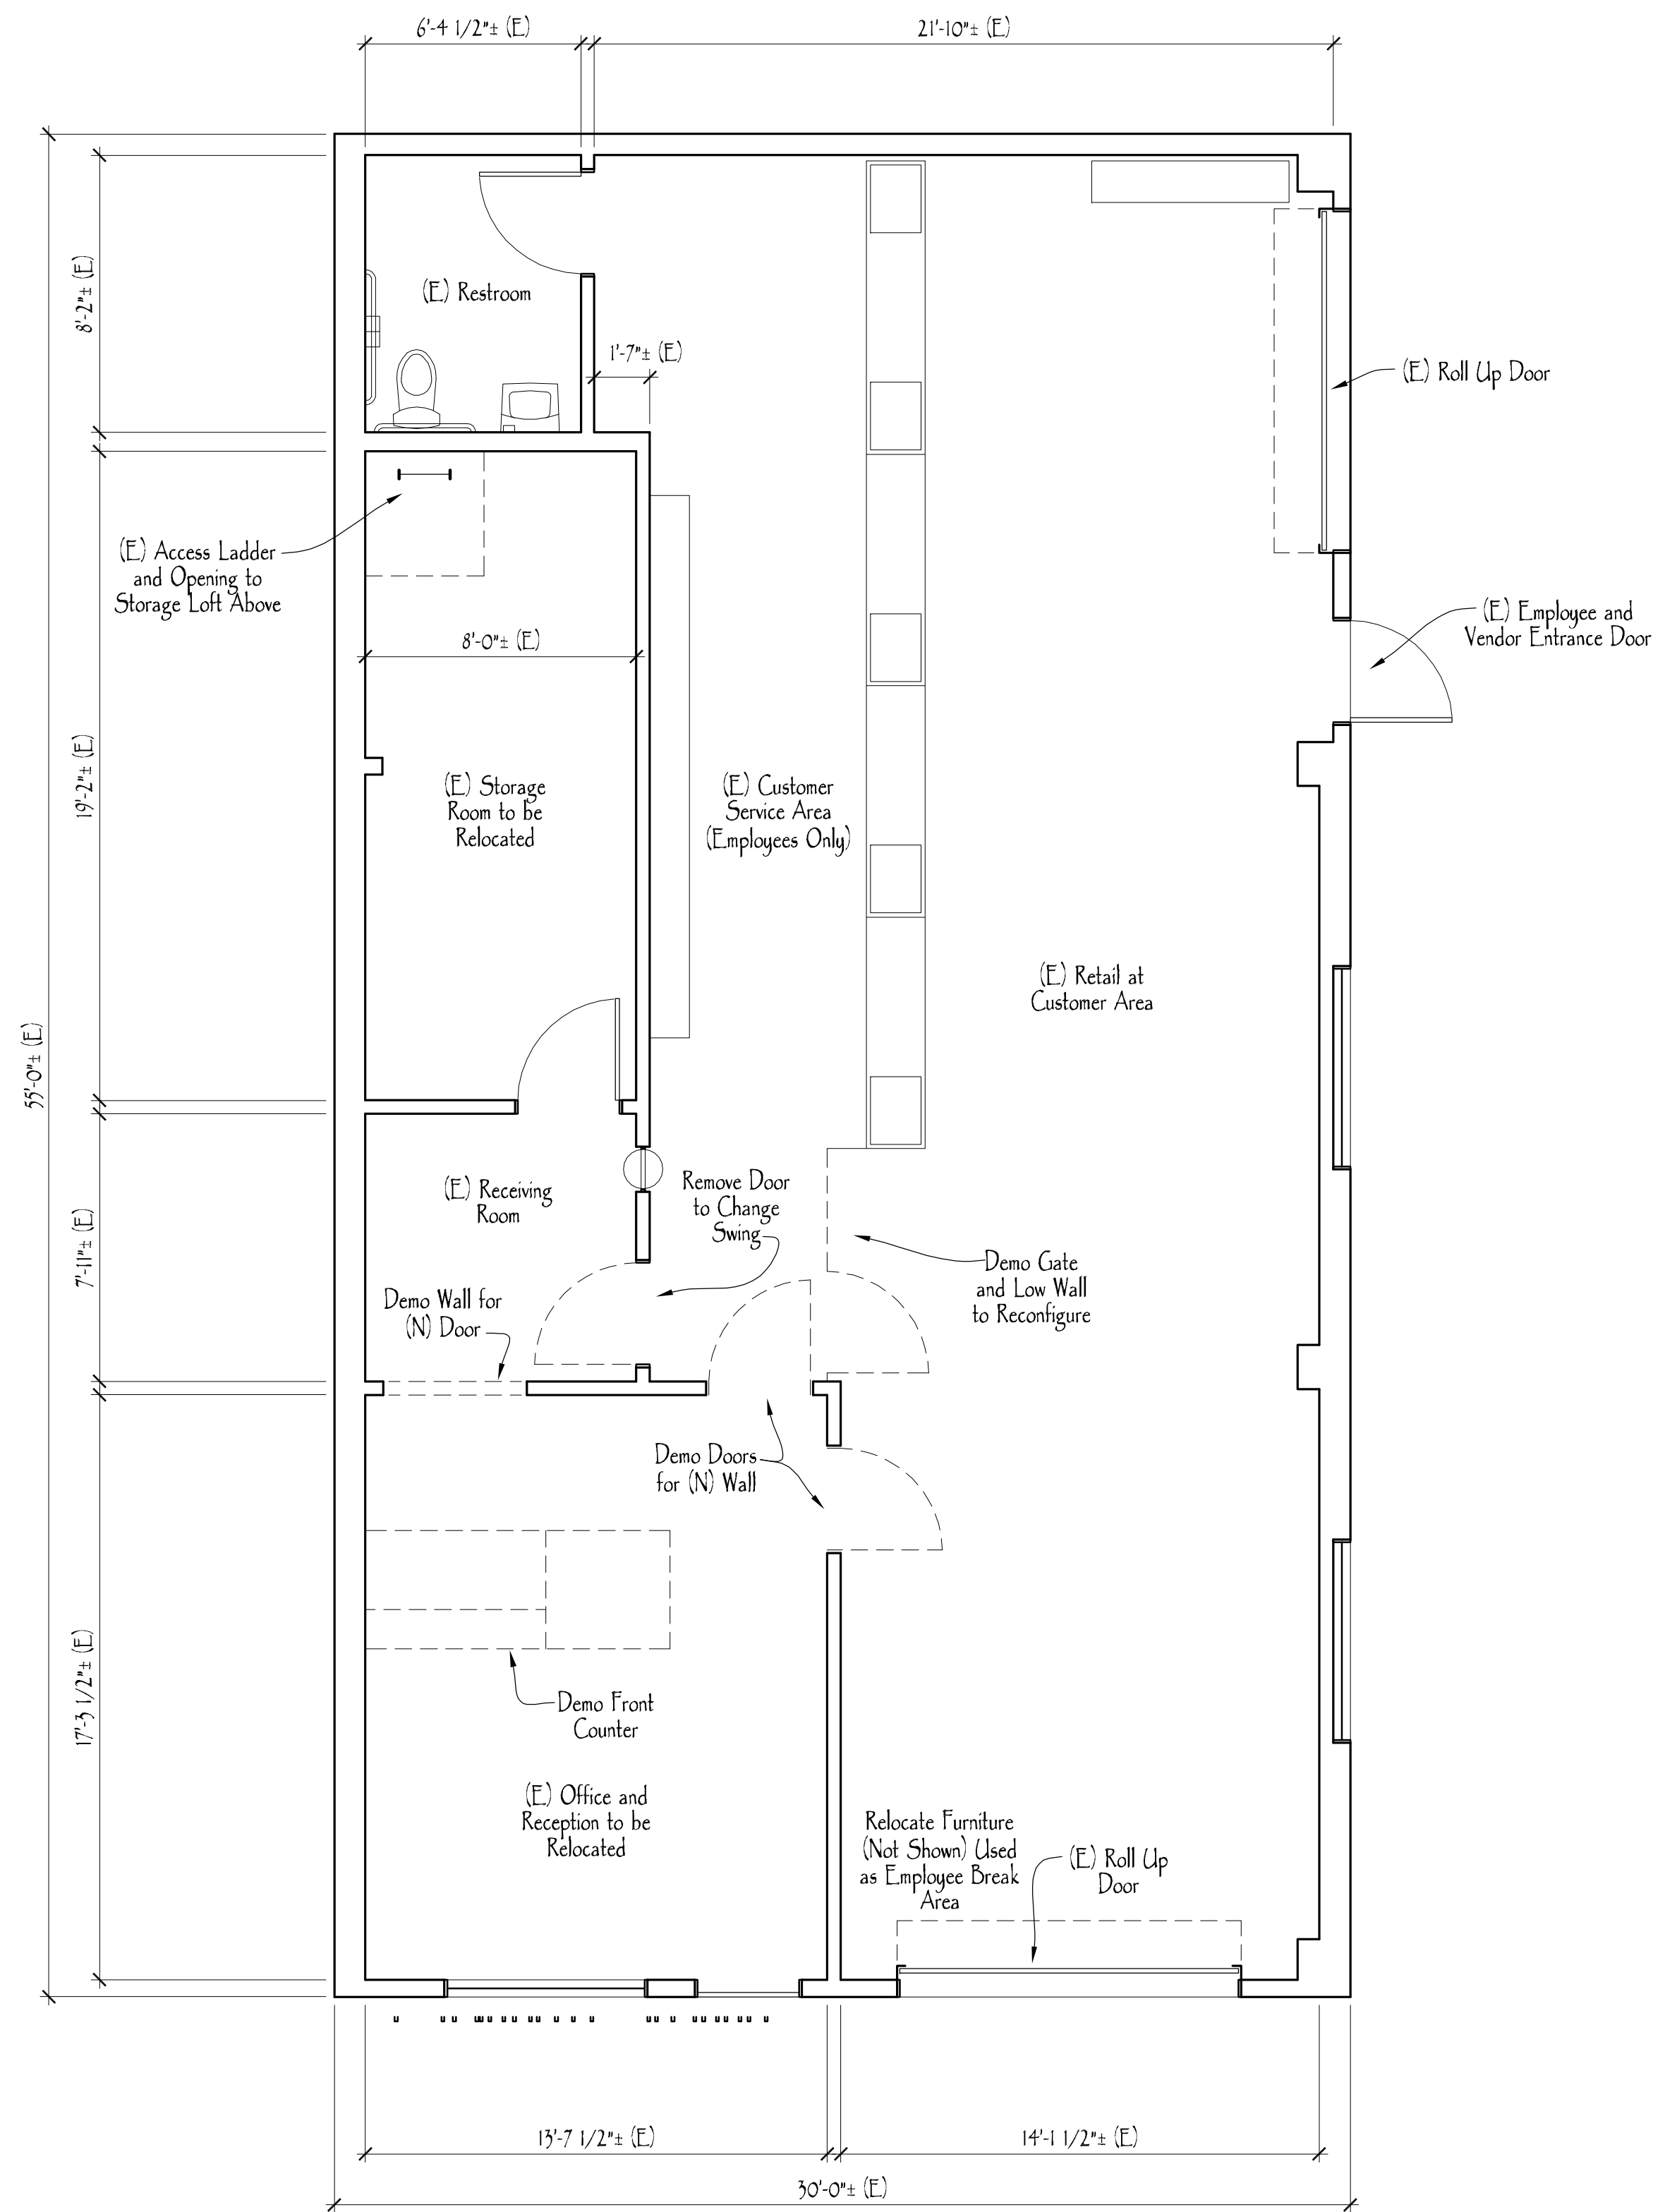 6'-4 1/2"± (E)
21'-10"± (E)
8'-2"± (E)
(E) Restroom
1'-7"± (E)
(E) Roll Up Door
(E) Access Ladder
and Opening to
Storage Loft Above
(E) Employee and
Vendor Entrance Door
8'-0"± (E)
19'-2"± (E)
(E) Storage
Room to be
Relocated
(E) Customer
Service Area
(Employees Only)
(E) Retail at
Customer Area
55'-0"± (E)
(E) Receiving
Room
Remove Door
to Change
Swing
7'-11"± (E)
Demo Gate
and Low Wall
to Reconfigure
Demo Wall for
(N) Door
Demo Doors
for (N) Wall
17'-3 1/2"± (E)
Demo Front
Counter
(E) Office and
Reception to be
Relocated
Relocate Furniture
(Not Shown) Used
as Employee Break
Area
(E) Roll Up
Door
13'-7 1/2"± (E)
14'-1 1/2"± (E)
30'-0"± (E)